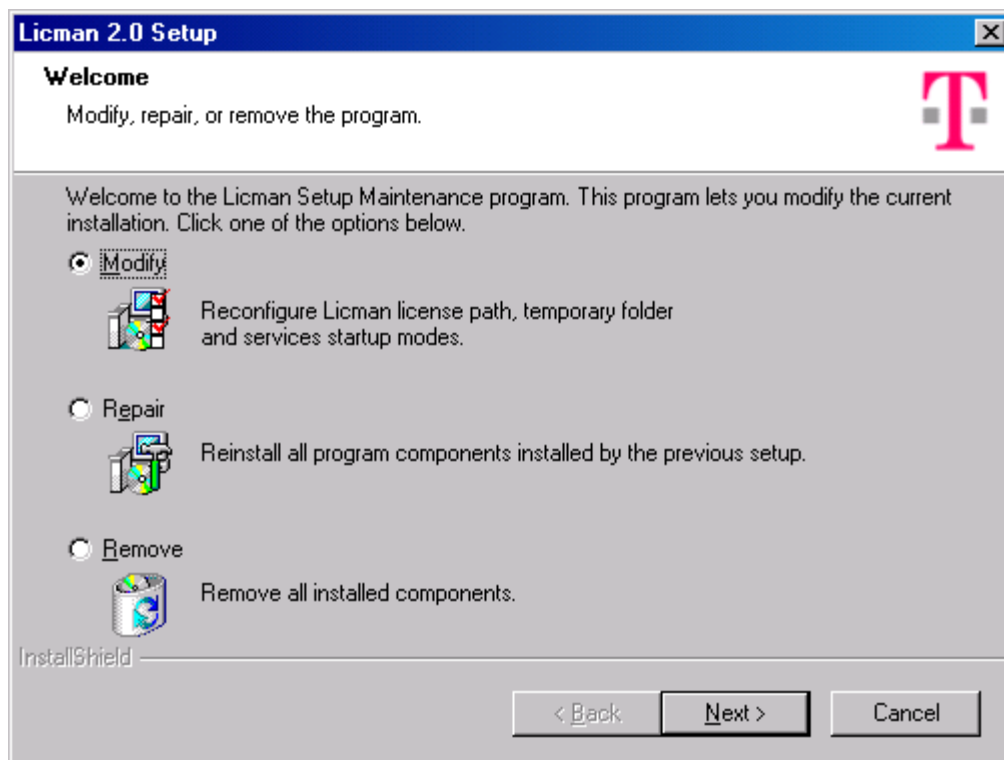 Licman 2.0 Setup
Welcome
Modify, repair, or remove the program.
T
Welcome to the Licman Setup Maintenance program. This program lets you modify the current
installation. Click one of the options below.
Modify
Reconfigure Licman license path, temporary folder
and services startup modes.
Repair
Reinstall all program components installed by the previous setup.
Remove
Remove all installed components.
InstallShield
< Back
Next >
Cancel